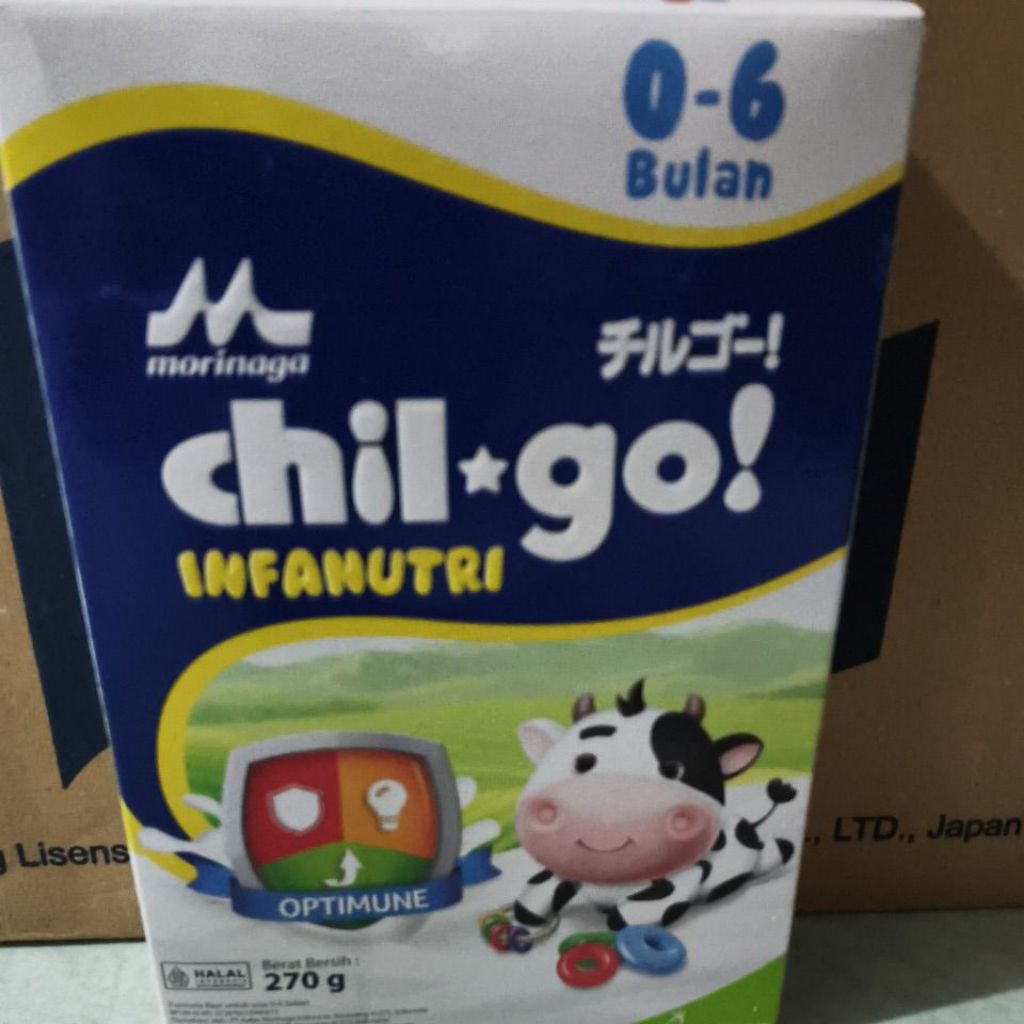 0-6
Bulan
morinaga
チルゴー!
chil★go!
INFANUTRI
OPTIMUNE
HALAL
INDONESIA
Berat Bersih :
270 g
Lisens
LTD., Japan